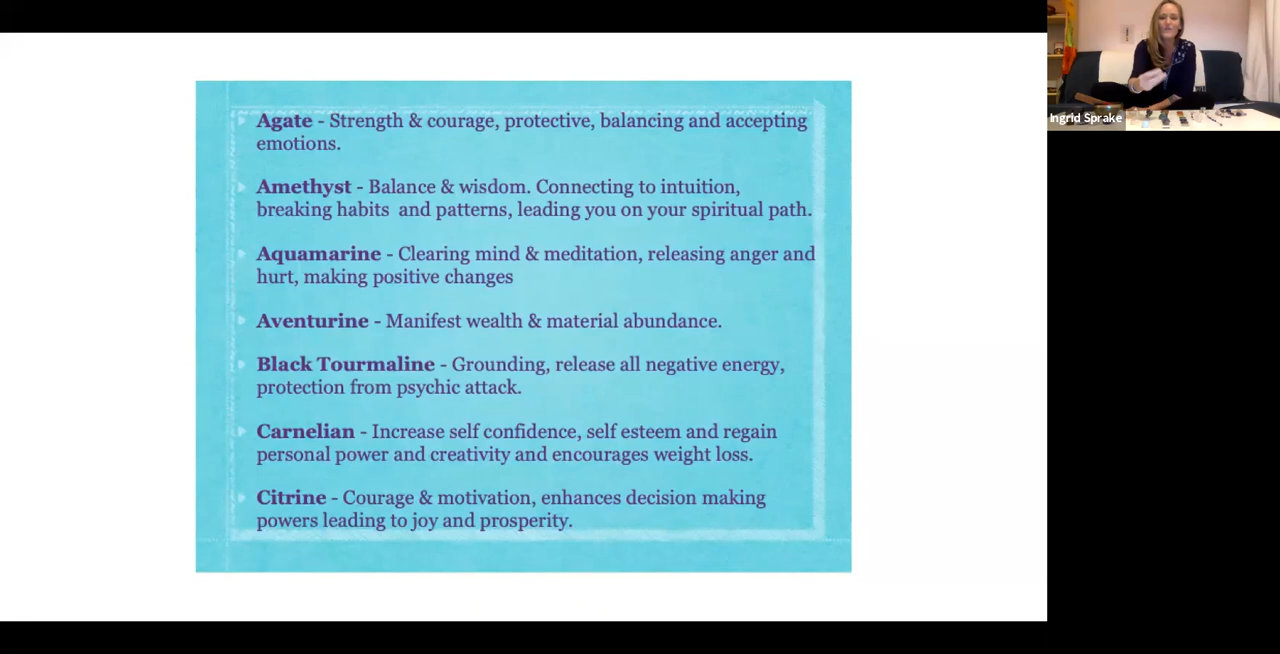 Agate - Strength & courage, protective, balancing and accepting
emotions.
Amethyst - Balance & wisdom. Connecting to intuition,
breaking habits  and patterns, leading you on your spiritual path.
Aquamarine - Clearing mind & meditation, releasing anger and
hurt, making positive changes
Aventurine - Manifest wealth & material abundance.
Black Tourmaline - Grounding, release all negative energy,
protection from psychic attack.
Carnelian - Increase self confidence, self esteem and regain
personal power and creativity and encourages weight loss.
Citrine - Courage & motivation, enhances decision making
powers leading to joy and prosperity.
Ingrid Sprake